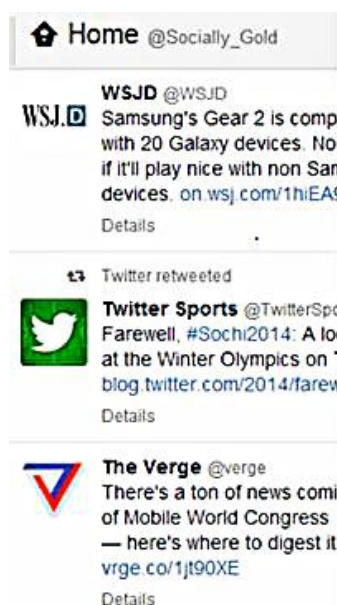 Home @Socially_Gold
WSJD @WSJD
WSJ.D
Samsung's Gear 2 is comp
with 20 Galaxy devices. No
if it'll play nice with non Sam
devices. on.wsj.com/1hiEA9
Details
Twitter retweeted
Twitter Sports @TwitterSpo
Farewell, #Sochi2014: A loo
at the Winter Olympics on T
blog.twitter.com/2014/farew
Details
The Verge @verge
There's a ton of news comi
of Mobile World Congress
— here's where to digest it
vrge.co/1jt90XE
Details